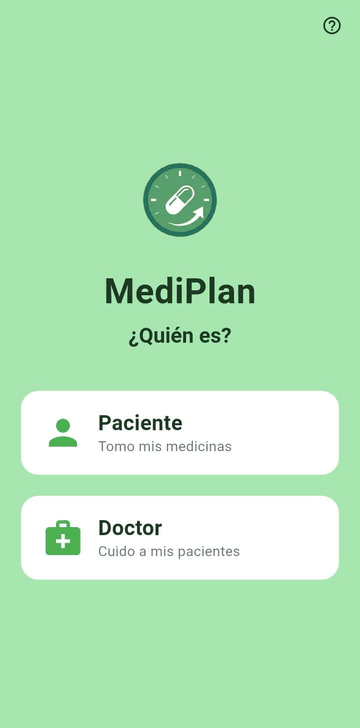 MediPlan
¿Quién es?
Paciente
Tomo mis medicinas
Doctor
Cuido a mis pacientes